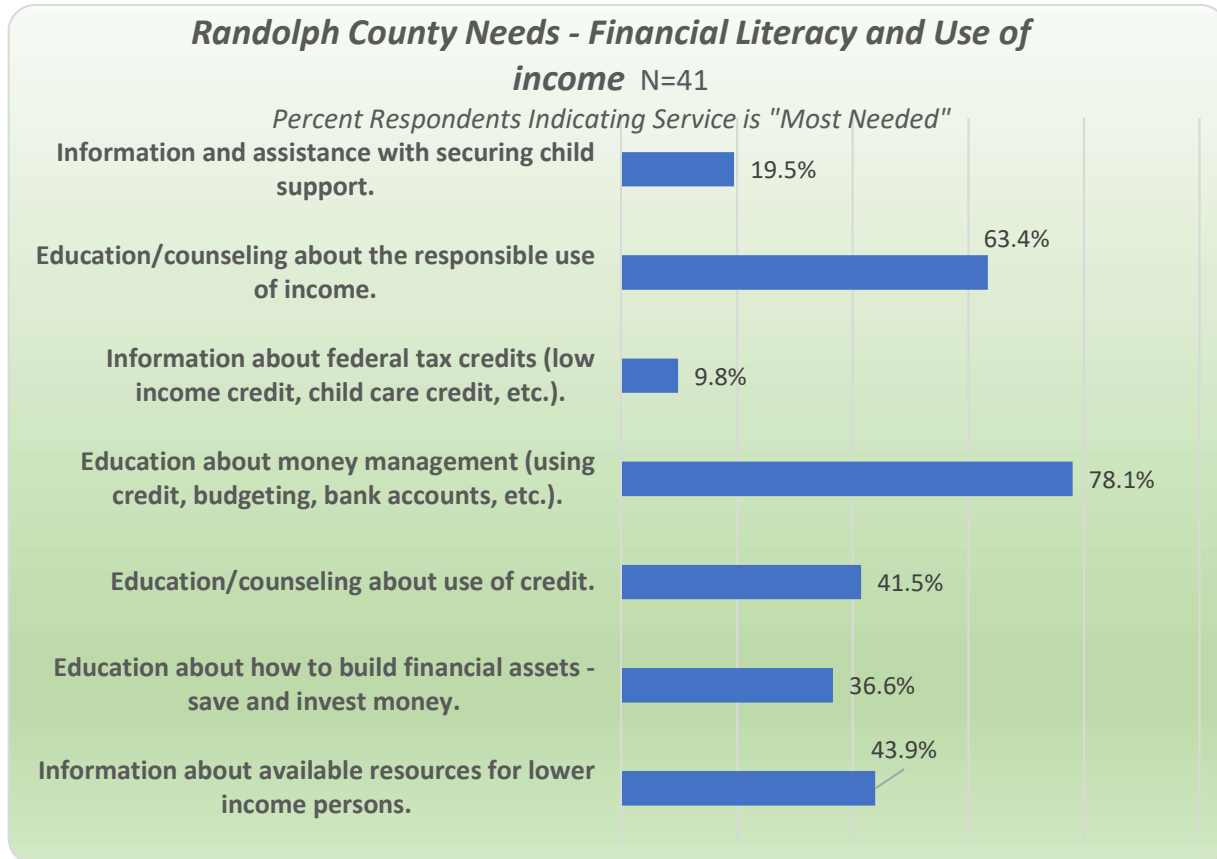 Randolph County Needs - Financial Literacy and Use of
income N=41
Percent Respondents Indicating Service is "Most Needed"
Information and assistance with securing child
support.
19.5%
Education/counseling about the responsible use
of income.
63.4%
Information about federal tax credits (low
income credit, child care credit, etc.).
9.8%
Education about money management (using
credit, budgeting, bank accounts, etc.).
78.1%
Education/counseling about use of credit.
41.5%
Education about how to build financial assets -
save and invest money.
36.6%
Information about available resources for lower
income persons.
43.9%